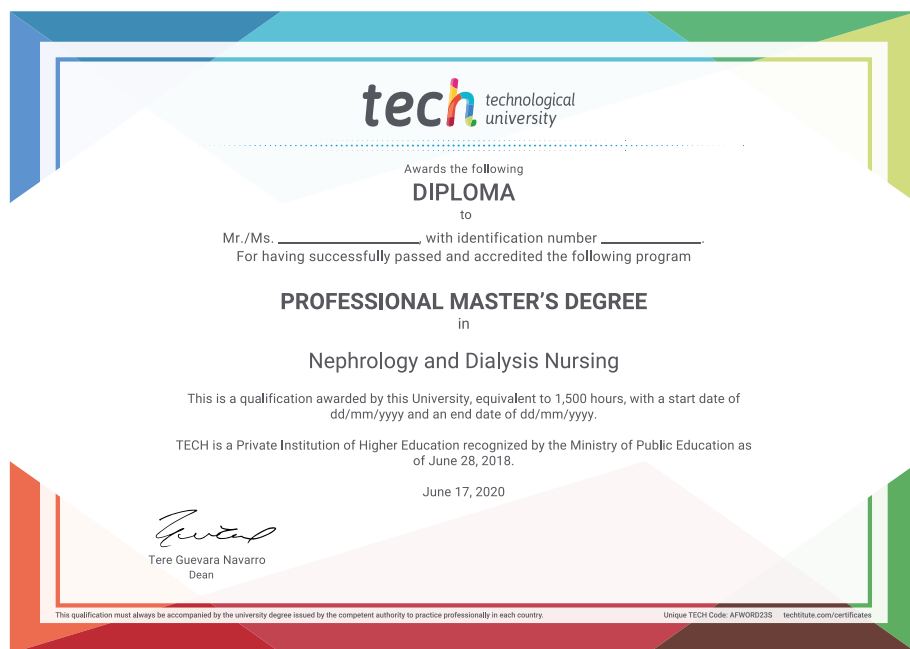 tech technological
university
Awards the following
DIPLOMA
to
Mr./Ms. ____________, with identification number ____________.
For having successfully passed and accredited the following program
PROFESSIONAL MASTER'S DEGREE
in
Nephrology and Dialysis Nursing
This is a qualification awarded by this University, equivalent to 1,500 hours, with a start date of
dd/mm/yyyy and an end date of dd/mm/yyyy.
TECH is a Private Institution of Higher Education recognized by the Ministry of Public Education as
of June 28, 2018.
June 17, 2020
Tere Guevara Navarro
Dean
This qualification must always be accompanied by the university degree issued by the competent authority to practice professionally in each country.
Unique TECH Code: AFWORD23S techtitute.com/certificates